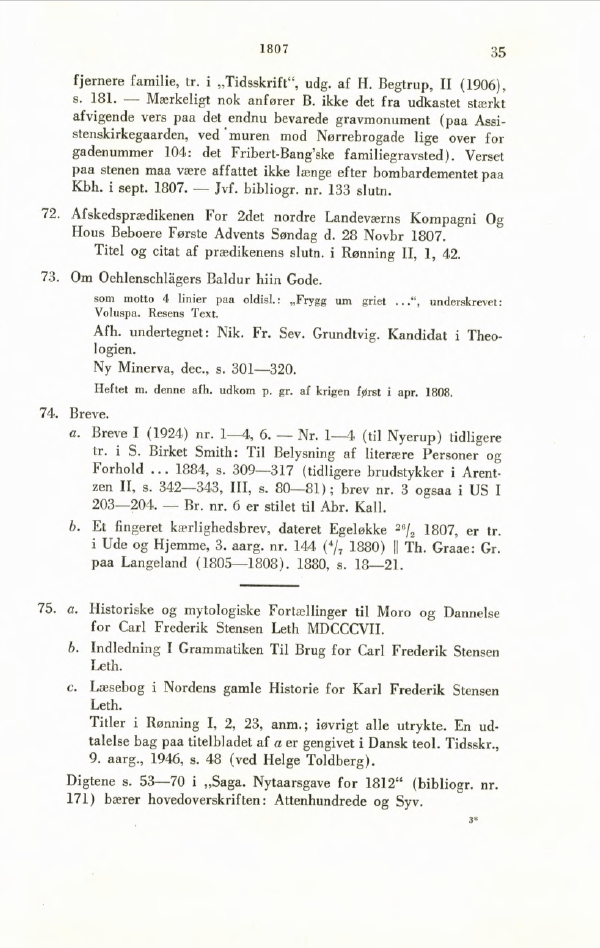 1807
35
fjernere familie, tr. i „Tidsskrift“, udg. af H. Begtrup, II (1906),
s. 181. — Mærkeligt nok anfører B. ikke det fra udkastet stærkt
afvigende vers paa det endnu bevarede gravmonument (paa Assi-
stenskirkegaarden, ved muren mod Nørrebrogade lige over for
gadenummer 104: det Fribert-Bang'ske familiegravsted). Verset
paa stenen maa være affattet ikke længe efter bombardementet paa
Kbh. i sept. 1807. — Jvf. bibliogr. nr. 133 slutn.
72. Afskedsprædikenen For 2det nordre Landeværns Kompagni Og
Hous Beboere Første Advents Søndag d. 28 Novbr 1807.
Titel og citat af prædikenens slutn. i Rønning II, 1, 42.
73. Om Oehlenschlägers Baldur hiin Gode.
som motto 4 linier paa oldisl.: „Frygg um griet ...“, underskrevet:
Voluspa. Resens Text.
Afh. undertegnet: Nik. Fr. Sev. Grundtvig. Kandidat i Theo-
logien.
Ny Minerva, dec., s. 301—320.
Heftet m. denne afh. udkom p. gr. af krigen først i apr. 1808.
74. Breve.
a. Breve I (1924) nr. 1—4, 6. — Nr. 1—4 (til Nyerup) tidligere
tr. i S. Birket Smith: Til Belysning af literære Personer og
Forhold ... 1884, s. 309—317 (tidligere brudstykker i Arent-
zen II, s. 342—343, III, s. 80—81); brev nr. 3 ogsaa i US I
203—204. — Br. nr. 6 er stilet til Abr. Kall.
b. Et fingeret kærlighedsbrev, dateret Egeløkke 26/2 1807, er tr.
i Ude og Hjemme, 3. aarg. nr. 144 (4/7 1880) || Th. Graae: Gr.
paa Langeland (1805—1808). 1880, s. 18—21.
75. a. Historiske og mytologiske Fortællinger til Moro og Dannelse
for Carl Frederik Stensen Leth MDCCCVII.
b. Indledning I Grammatiken Til Brug for Carl Frederik Stensen
Leth.
c. Læsebog i Nordens gamle Historie for Karl Frederik Stensen
Leth.
Titler i Rønning I, 2, 23, anm.; iøvrigt alle utrykte. En ud-
talelse bag paa titelbladet af a er gengivet i Dansk teol. Tidsskr.,
9. aarg., 1946, s. 48 (ved Helge Toldberg).
Digtene s. 53—70 i „Saga. Nytaarsgave for 1812“ (bibliogr. nr.
171) bærer hovedoverskriften: Attenhundrede og Syv.
3*